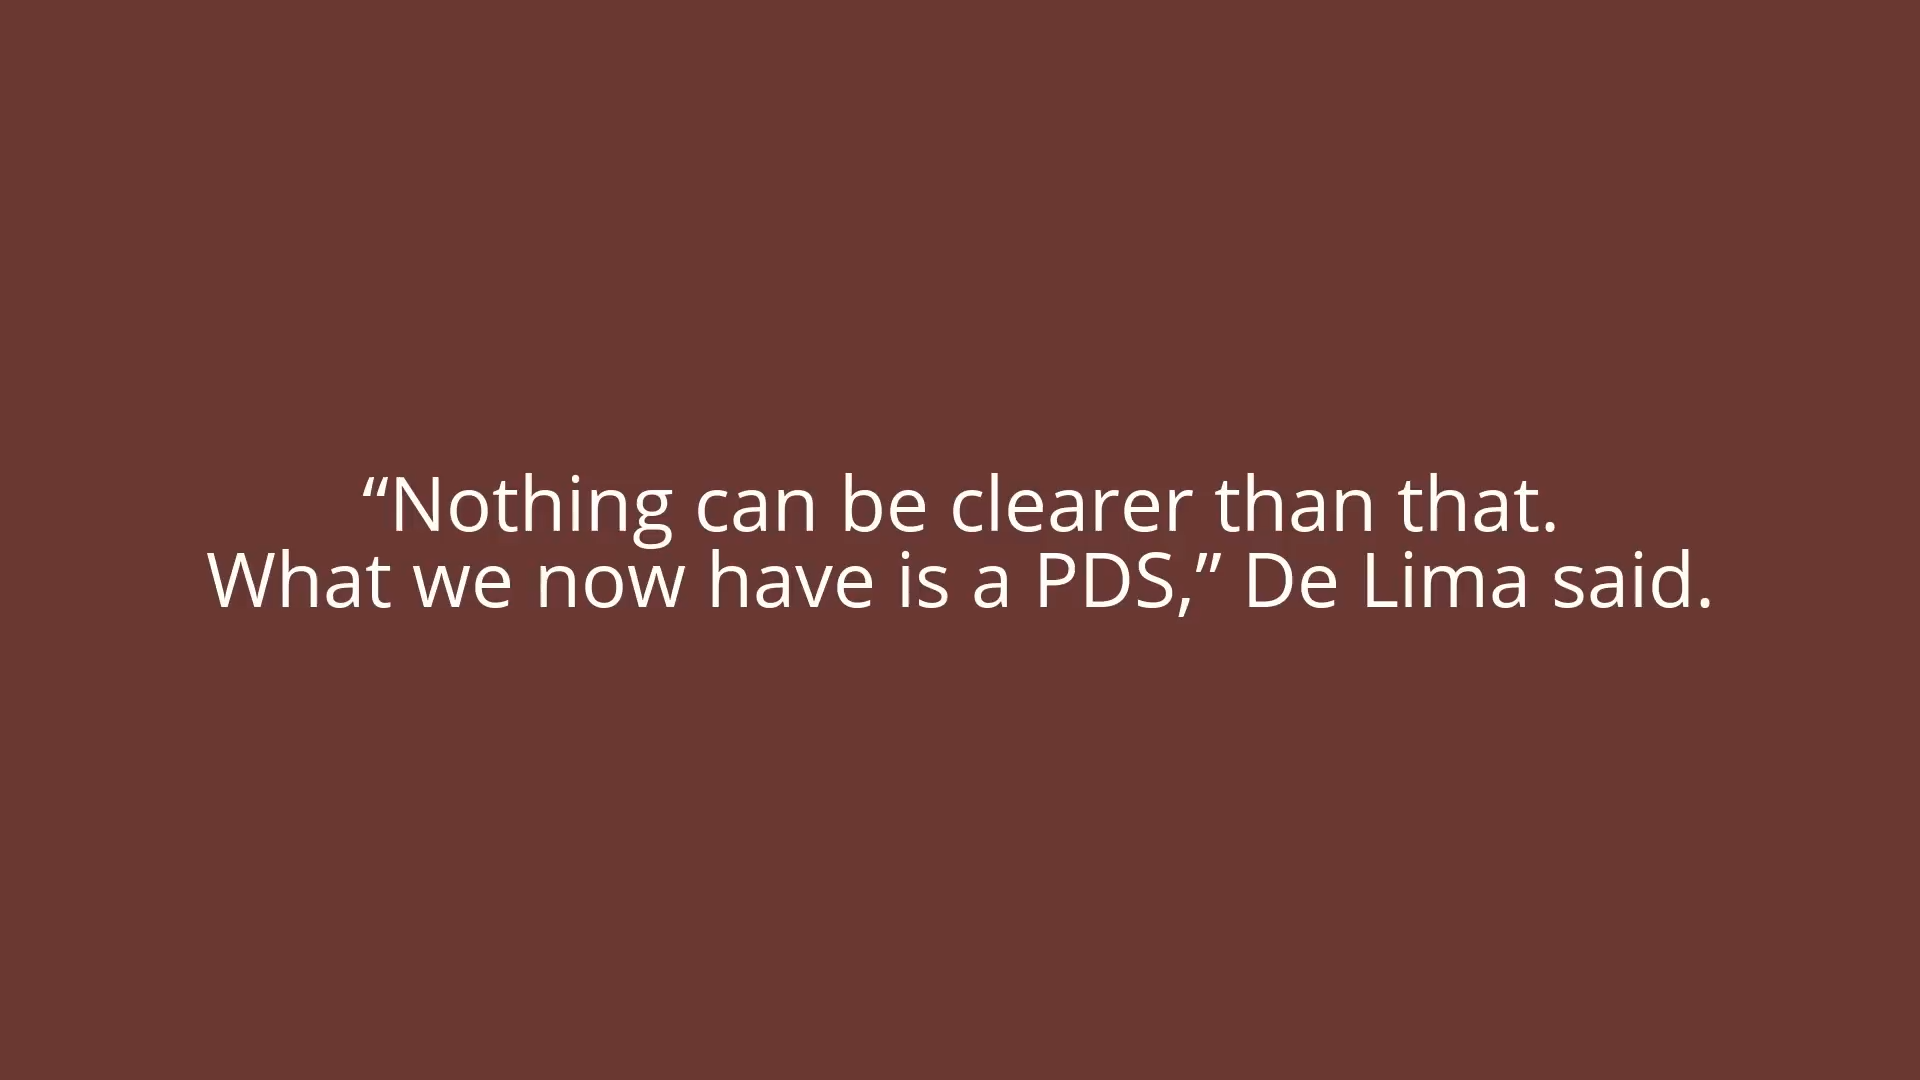 “Nothing can be clearer than that.
What we now have is a PDS,” De Lima said.